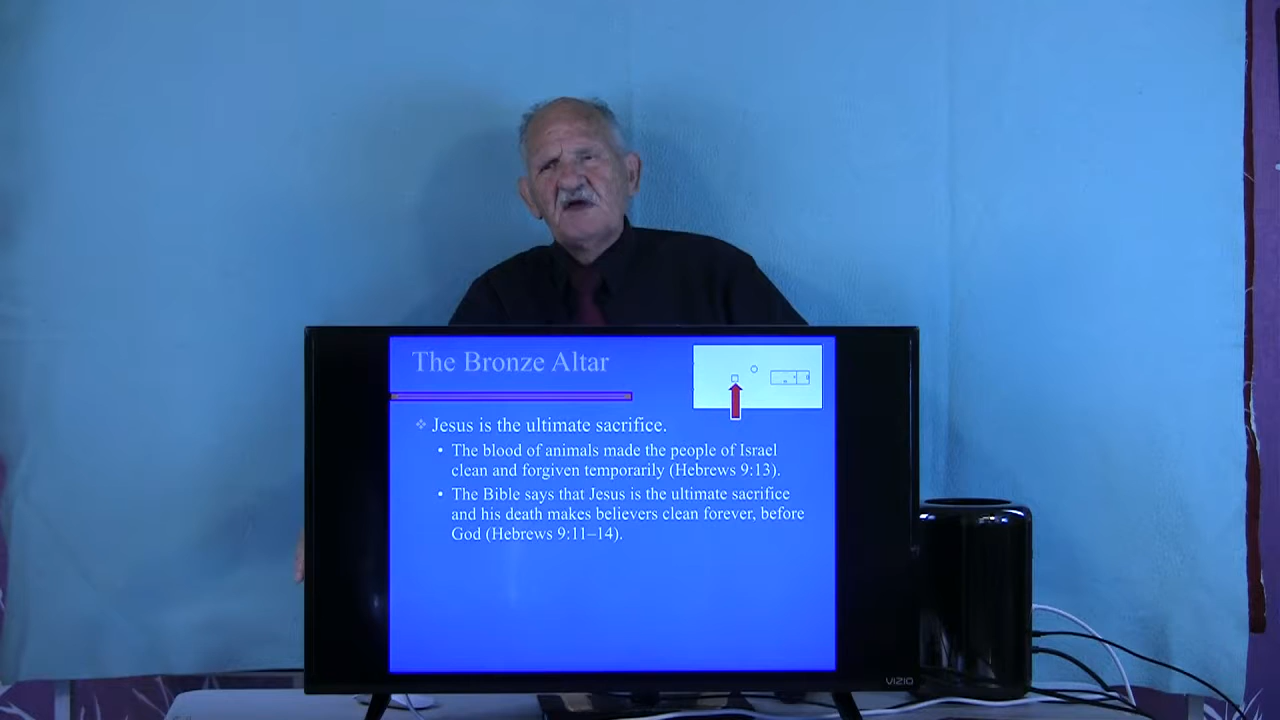 The Bronze Altar
❖ Jesus is the ultimate sacrifice.
• The blood of animals made the people of Israel
clean and forgiven temporarily (Hebrews 9:13).
• The Bible says that Jesus is the ultimate sacrifice
and his death makes believers clean forever, before
God (Hebrews 9:11–14).
VIZIO